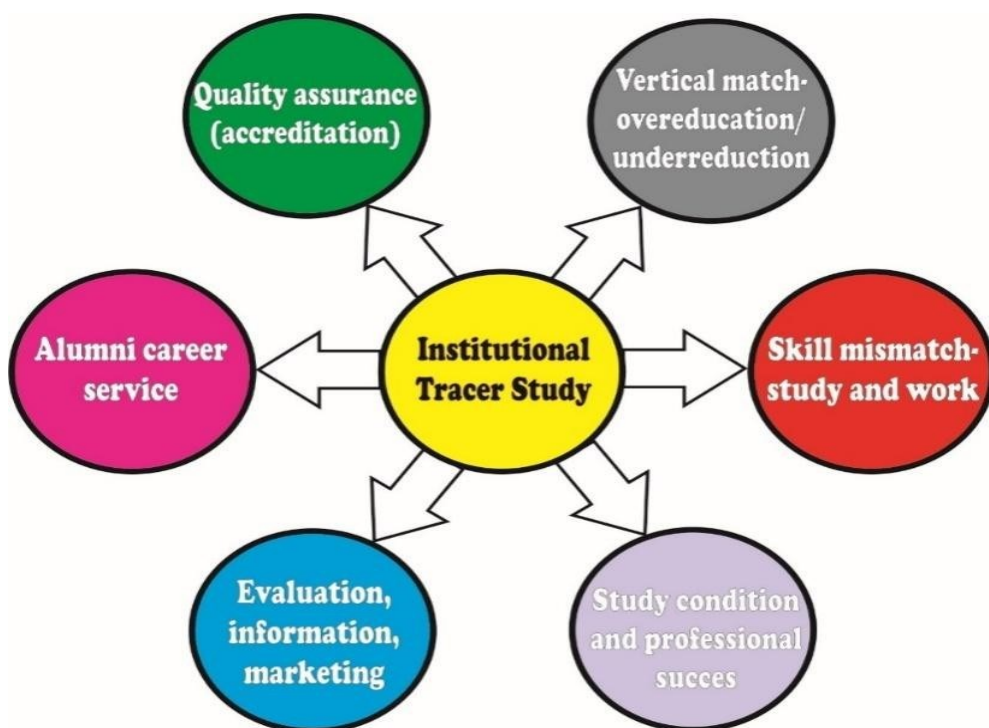 Quality assurance
(accreditation)
Vertical match-
overeducation/
underreduction
Alumni career
service
Institutional
Tracer Study
Skill mismatch-
study and work
Evaluation,
information,
marketing
Study condition
and professional
succes